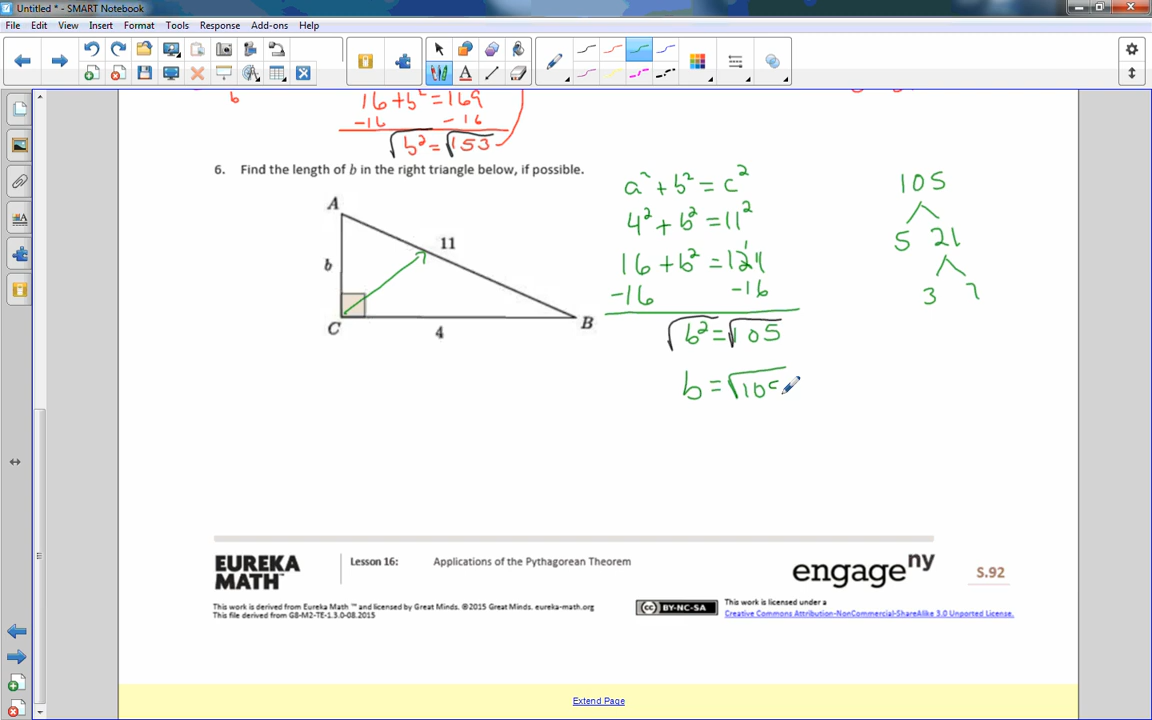 Untitled * - SMART Notebook
File Edit View Insert Format Tools Response Add-ons Help
b
16 + b² = 169
-16 -16
√b² = √153
6. Find the length of b in the right triangle below, if possible.
A
11
b
C
4
B
a² + b² = c²
4² + b² = 11²
16 + b² = 121
-16 -16
√b² = √105
b = √105
105
5 21
3 7
EUREKA
MATH™
Lesson 16: Applications of the Pythagorean Theorem
engage ny
S.92
This work is derived from Eureka Math ™ and licensed by Great Minds. ©2015 Great Minds. eureka-math.org
This file derived from G8-M2-TE-1.3.0-08.2015
CC BY-NC-SA
This work is licensed under a
Creative Commons Attribution-NonCommercial-ShareAlike 3.0 Unported License.
Extend Page